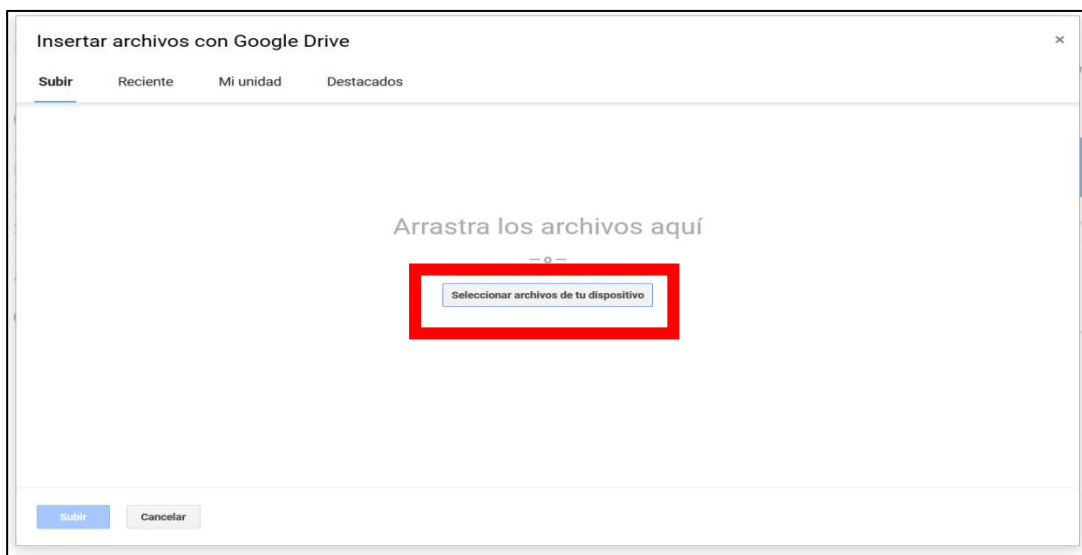 Insertar archivos con Google Drive
×
Subir Reciente Mi unidad Destacados
Arrastra los archivos aquí
— o —
Seleccionar archivos de tu dispositivo
Subir Cancelar